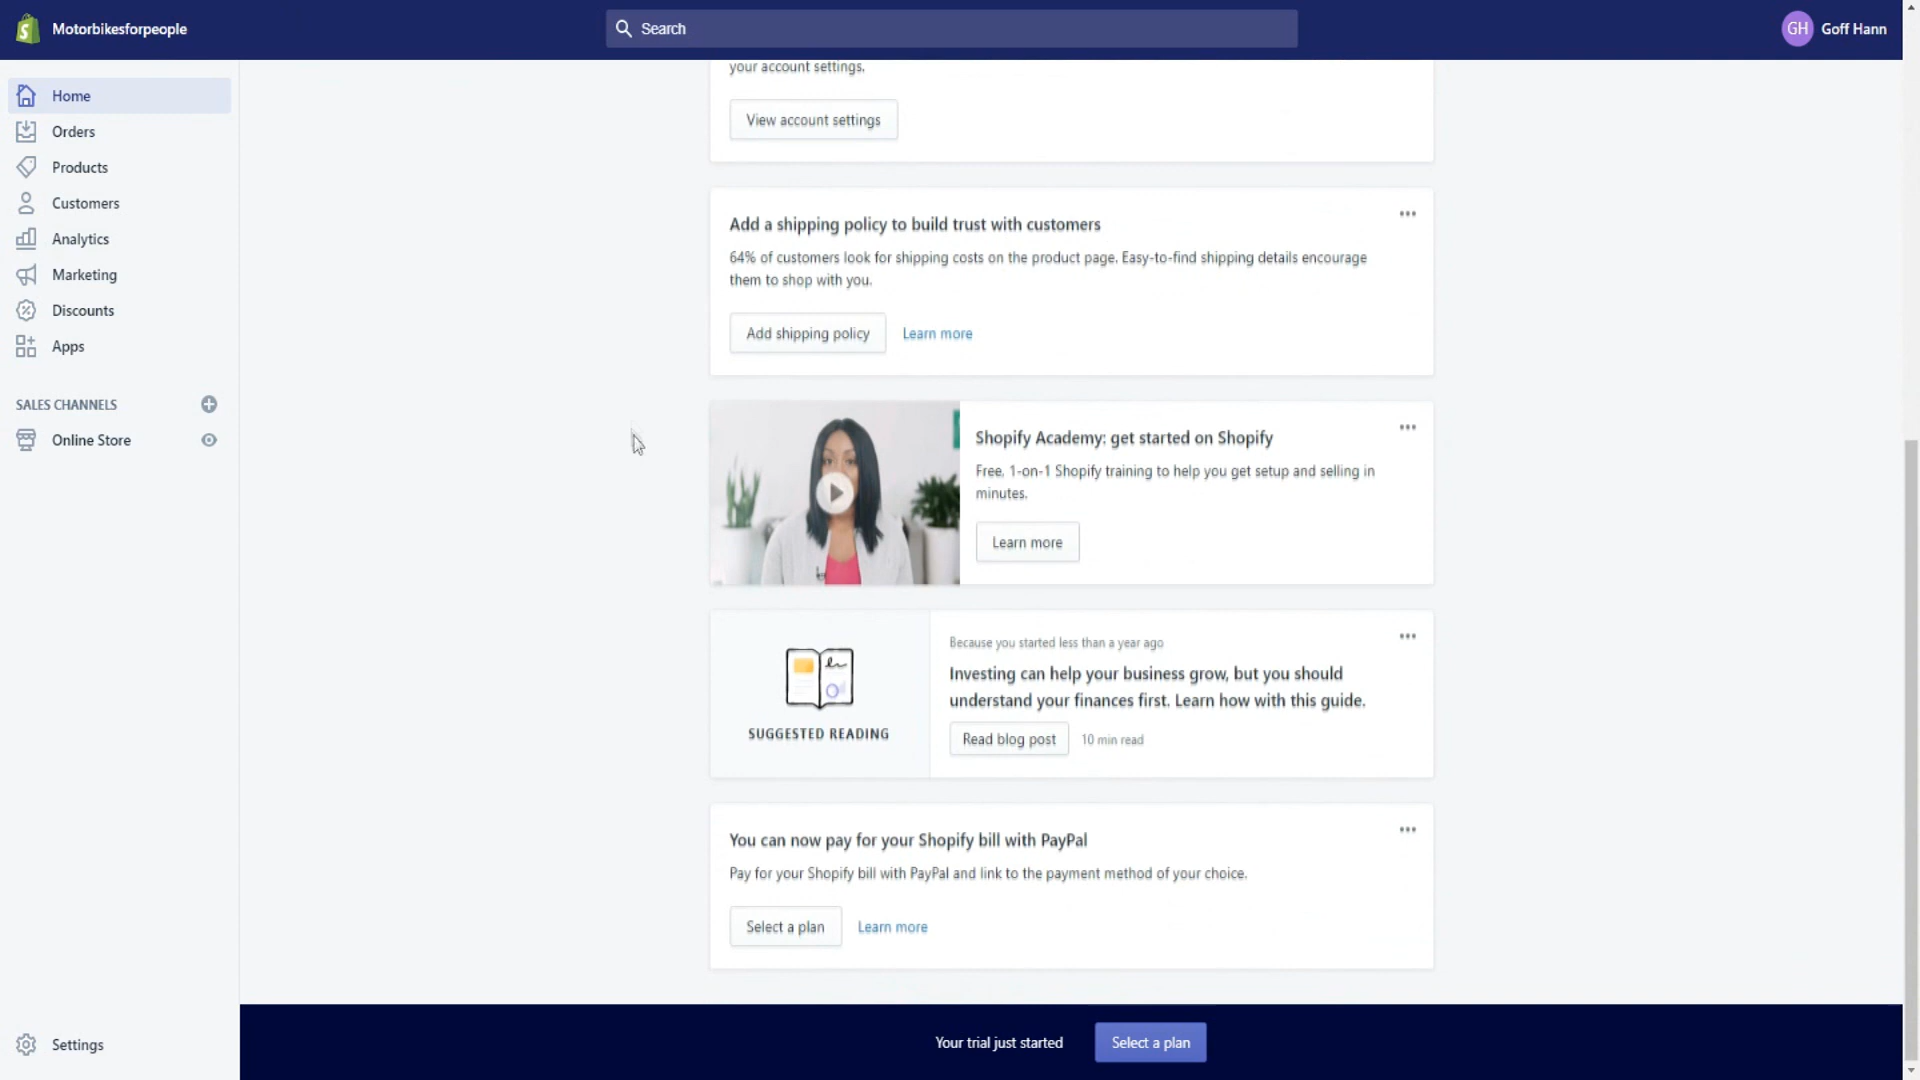 Motorbikesforpeople
Search
GH Goff Hann
Home
Orders
Products
Customers
Analytics
Marketing
Discounts
Apps
SALES CHANNELS
Online Store
Settings
your account settings.
View account settings
Add a shipping policy to build trust with customers
64% of customers look for shipping costs on the product page. Easy-to-find shipping details encourage
them to shop with you.
Add shipping policy Learn more
Shopify Academy: get started on Shopify
Free, 1-on-1 Shopify training to help you get setup and selling in
minutes.
Learn more
SUGGESTED READING
Because you started less than a year ago
Investing can help your business grow, but you should
understand your finances first. Learn how with this guide.
Read blog post 10 min read
You can now pay for your Shopify bill with PayPal
Pay for your Shopify bill with PayPal and link to the payment method of your choice.
Select a plan Learn more
Your trial just started Select a plan